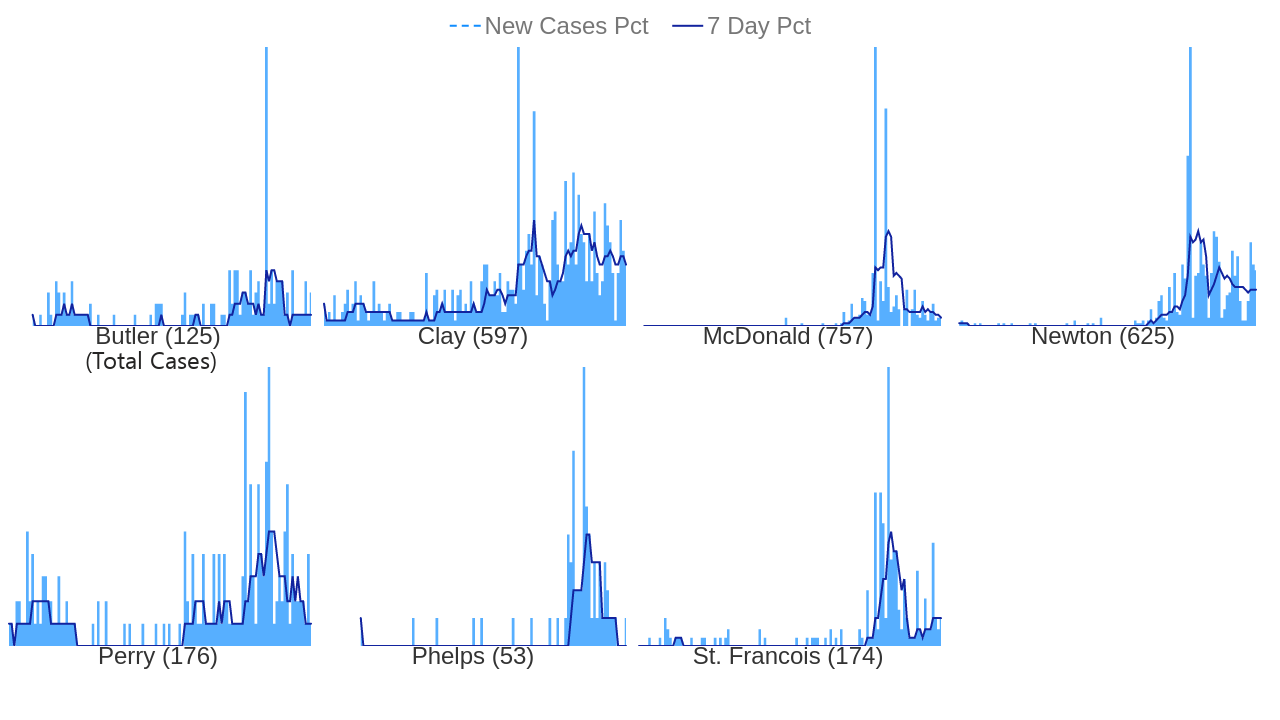 New Cases Pct 7 Day Pct
Butler (125) Clay (597) McDonald (757) Newton (625)
(Total Cases)
Perry (176) Phelps (53) St. Francois (174)